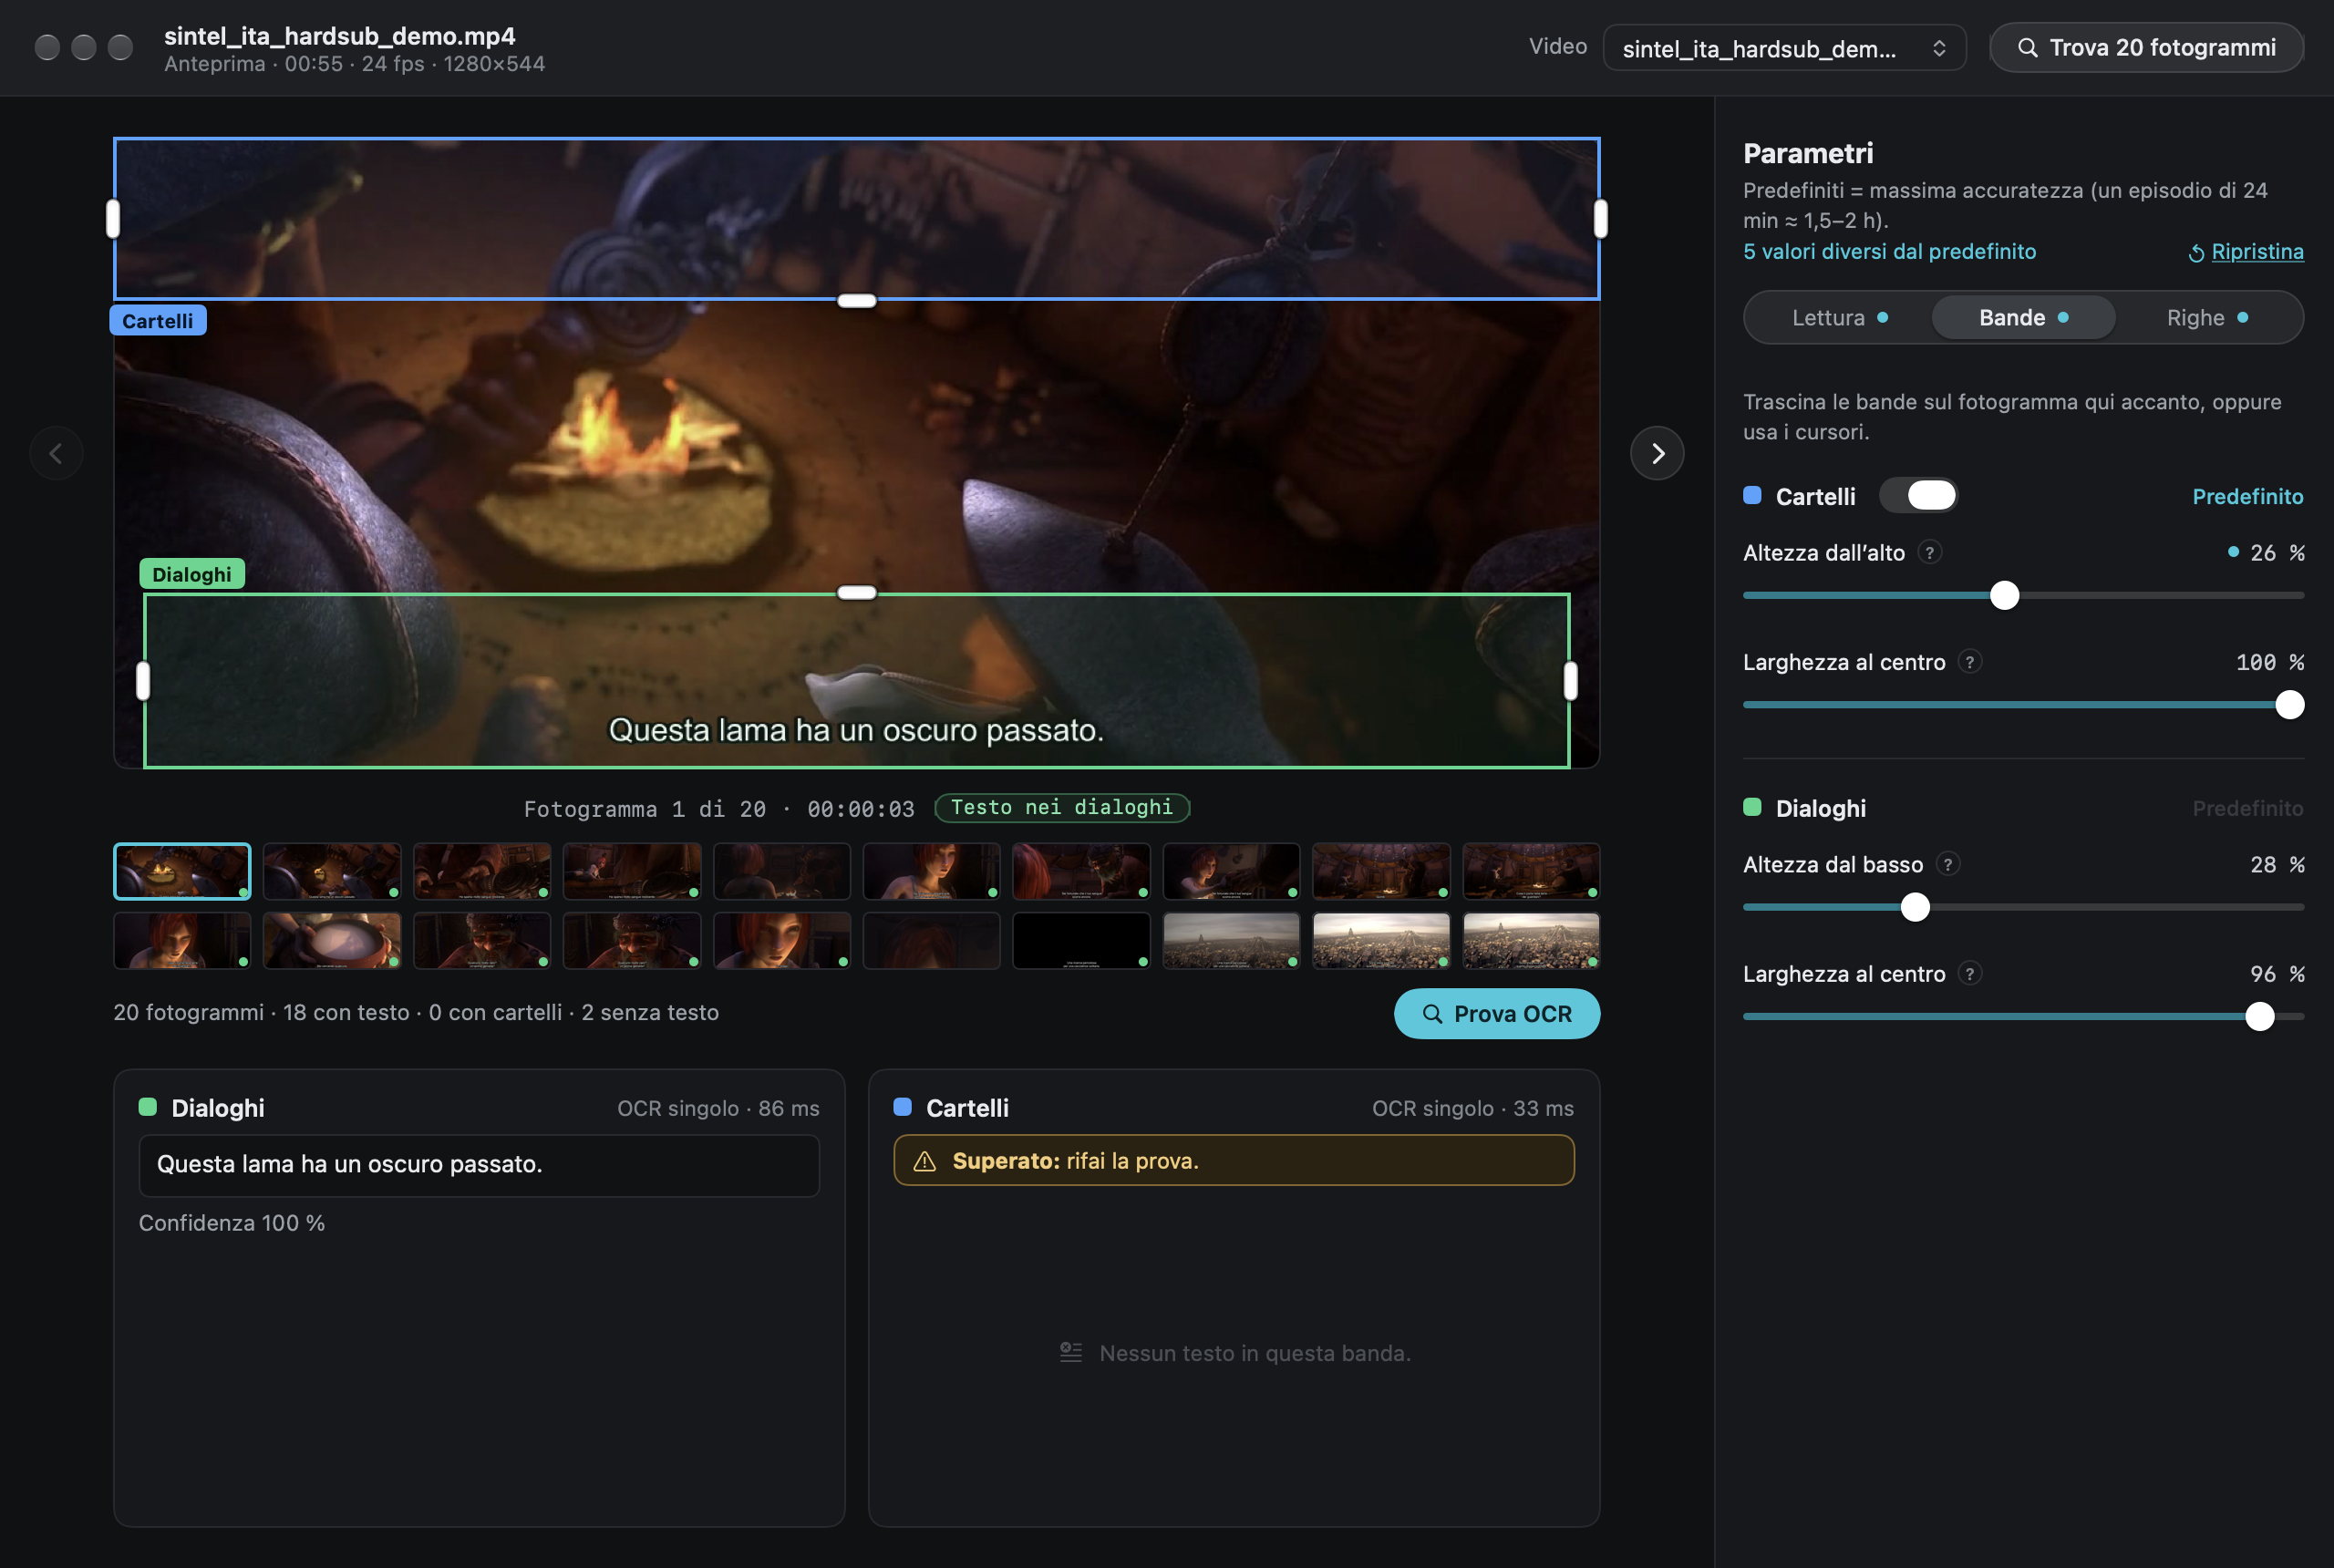 sintel_ita_hardsub_demo.mp4
Anteprima · 00:55 · 24 fps · 1280×544
Video
sintel_ita_hardsub_dem...
Trova 20 fotogrammi
Cartelli
Dialoghi
Questa lama ha un oscuro passato.
Fotogramma 1 di 20 · 00:00:03
Testo nei dialoghi
20 fotogrammi · 18 con testo · 0 con cartelli · 2 senza testo
Prova OCR
Dialoghi
OCR singolo · 86 ms
Questa lama ha un oscuro passato.
Confidenza 100 %
Cartelli
OCR singolo · 33 ms
Superato: rifai la prova.
Nessun testo in questa banda.
Parametri
Predefiniti = massima accuratezza (un episodio di 24
min ≈ 1,5–2 h).
5 valori diversi dal predefinito
Ripristina
Lettura
Bande
Righe
Trascina le bande sul fotogramma qui accanto, oppure
usa i cursori.
Cartelli
Predefinito
Altezza dall’alto ?
26 %
Larghezza al centro ?
100 %
Dialoghi
Predefinito
Altezza dal basso ?
28 %
Larghezza al centro ?
96 %